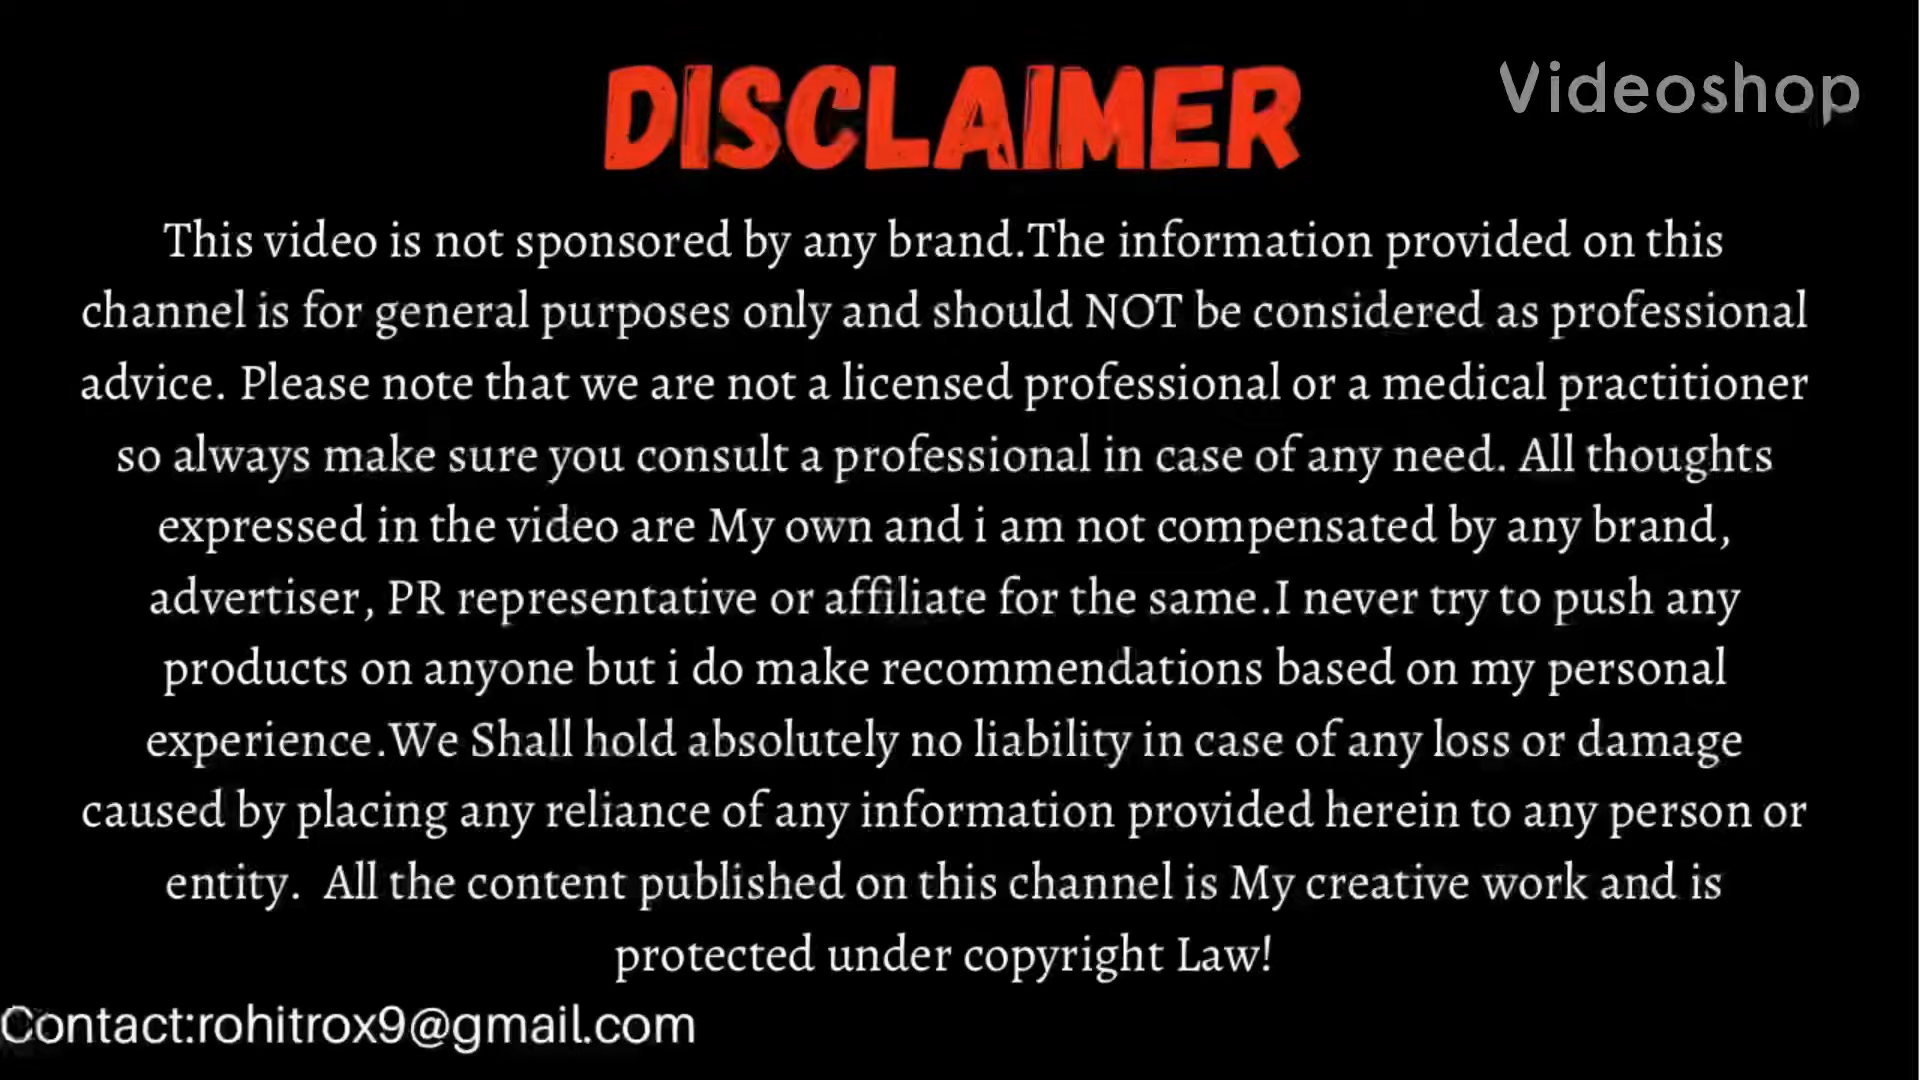 DISCLAIMER
Videoshop
This video is not sponsored by any brand.The information provided on this
channel is for general purposes only and should NOT be considered as professional
advice. Please note that we are not a licensed professional or a medical practitioner
so always make sure you consult a professional in case of any need. All thoughts
expressed in the video are My own and i am not compensated by any brand,
advertiser, PR representative or affiliate for the same.I never try to push any
products on anyone but i do make recommendations based on my personal
experience.We Shall hold absolutely no liability in case of any loss or damage
caused by placing any reliance of any information provided herein to any person or
entity.  All the content published on this channel is My creative work and is
protected under copyright Law!
Contact:rohitrox9@gmail.com